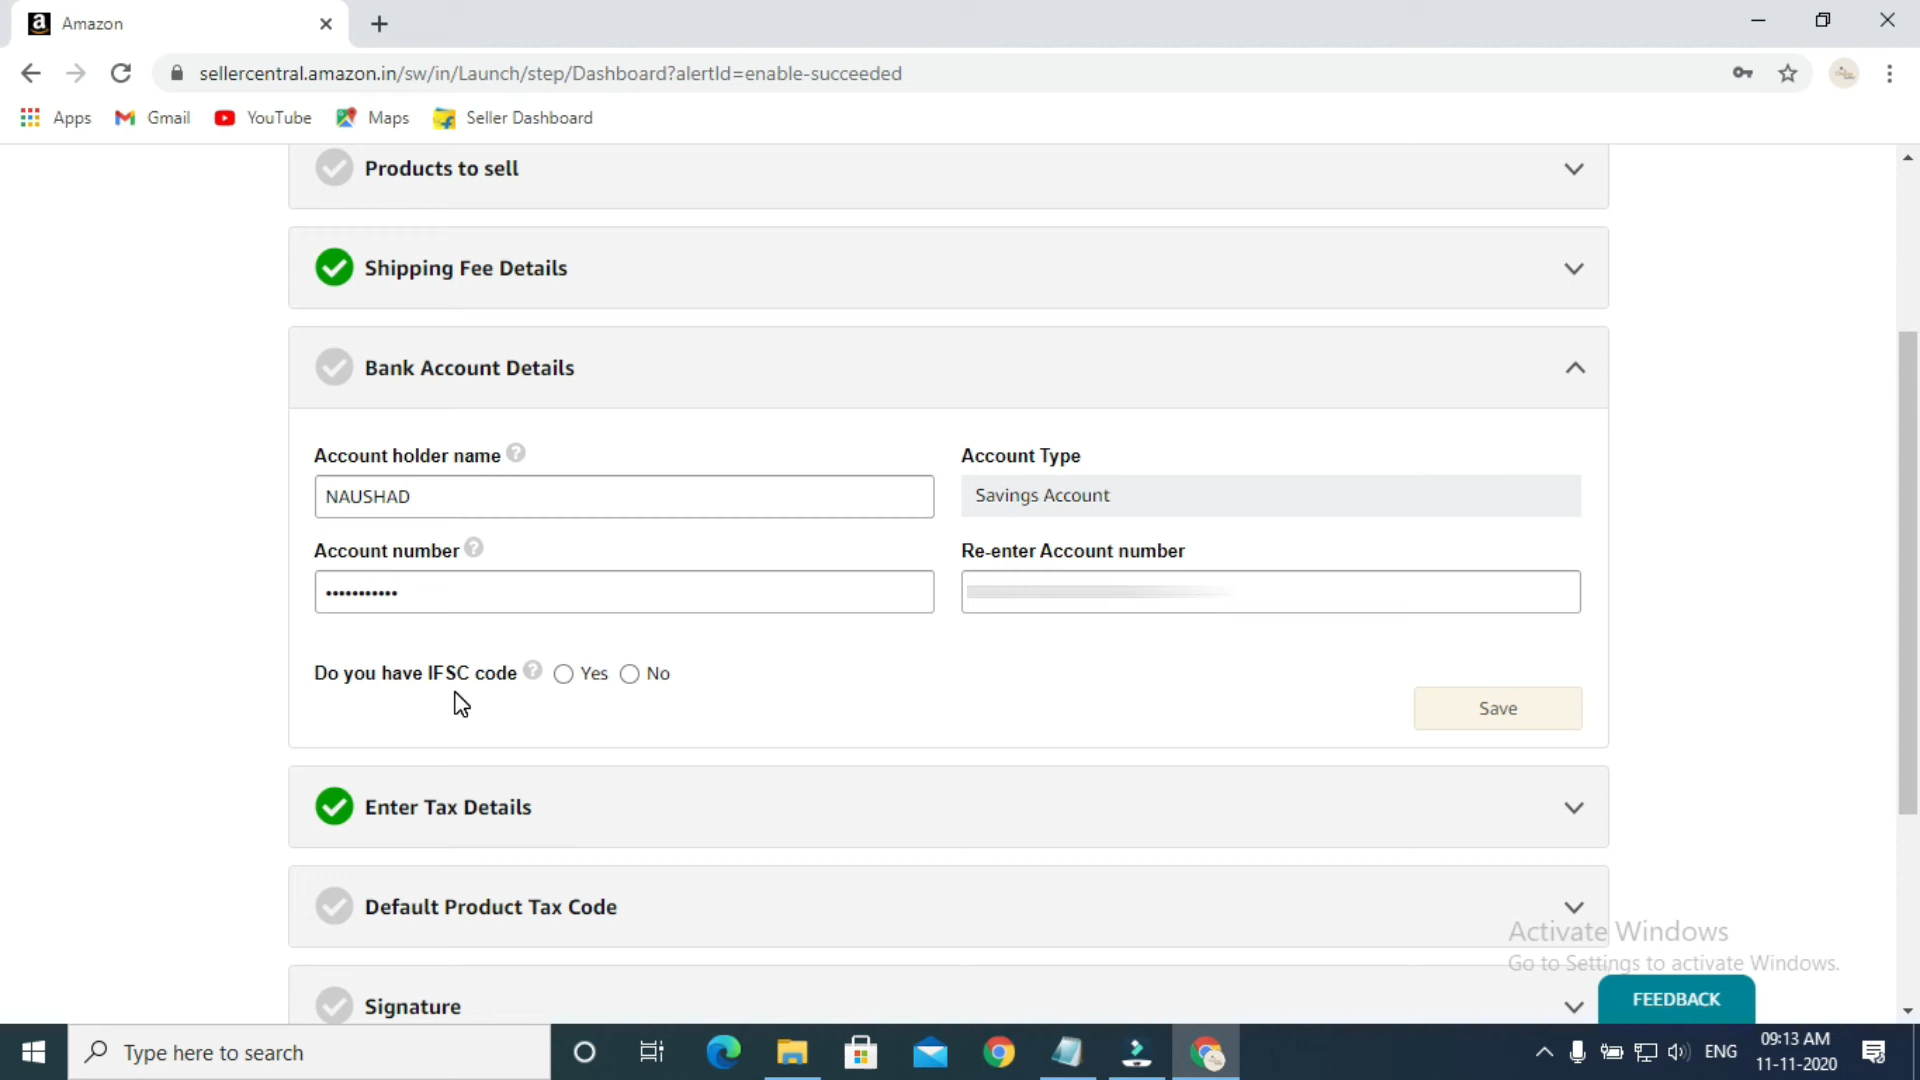 Amazon
sellercentral.amazon.in/sw/in/Launch/step/Dashboard?alertId=enable-succeeded
Apps Gmail YouTube Maps Seller Dashboard
Products to sell
Shipping Fee Details
Bank Account Details
Account holder name ? Account Type
NAUSHAD Savings Account
Account number ? Re-enter Account number
•••••••••••
Do you have IFSC code ? Yes No
Save
Enter Tax Details
Default Product Tax Code
Activate Windows
Go to Settings to activate Windows.
Signature
FEEDBACK
Type here to search
ENG
09:13 AM
11-11-2020